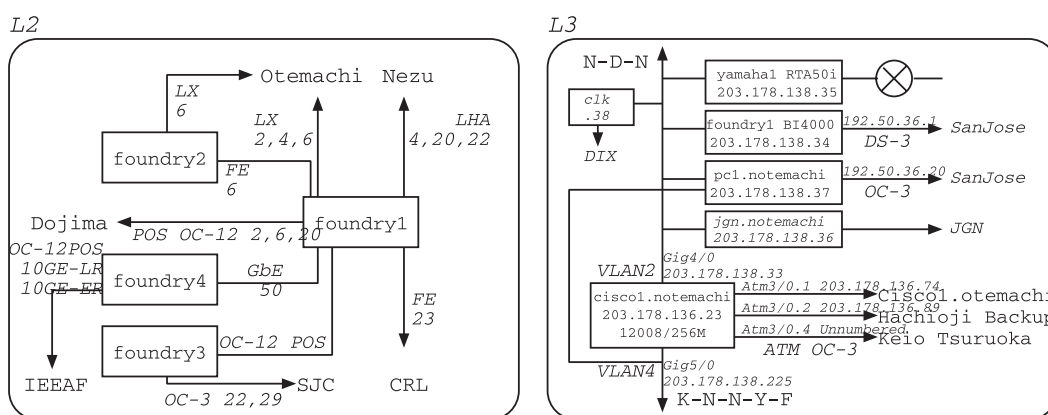 L2
Otemachi
Nezu
LX
6
LX
2,4,6
LHA
4,20,22
foundry2
FE
6
foundry1
Dojima
POS OC-12 2,6,20
OC-12POS
10GE-LR
10GE-ER
foundry4
GbE
50
FE
23
foundry3
OC-12 POS
IEEAF
SJC
CRL
OC-3 22,29
L3
N-D-N
yamaha1 RTA50i
203.178.138.35
clk
.38
DIX
foundry1 BI4000
203.178.138.34
192.50.36.1
DS-3
SanJose
pc1.notemachi
203.178.138.37
192.50.36.20
OC-3
SanJose
jgn.notemachi
203.178.138.36
JGN
Gig4/0
203.178.138.33
VLAN2
cisco1.notemachi
203.178.136.23
12008/256M
Atm3/0.1 203.178.136.74
Cisco1.otemachi
Atm3/0.2 203.178.136.89
Hachioji Backup
Atm3/0.4 Unnumbered
Keio Tsuruoka
ATM OC-3
VLAN4
Gig5/0
203.178.138.225
K-N-N-Y-F